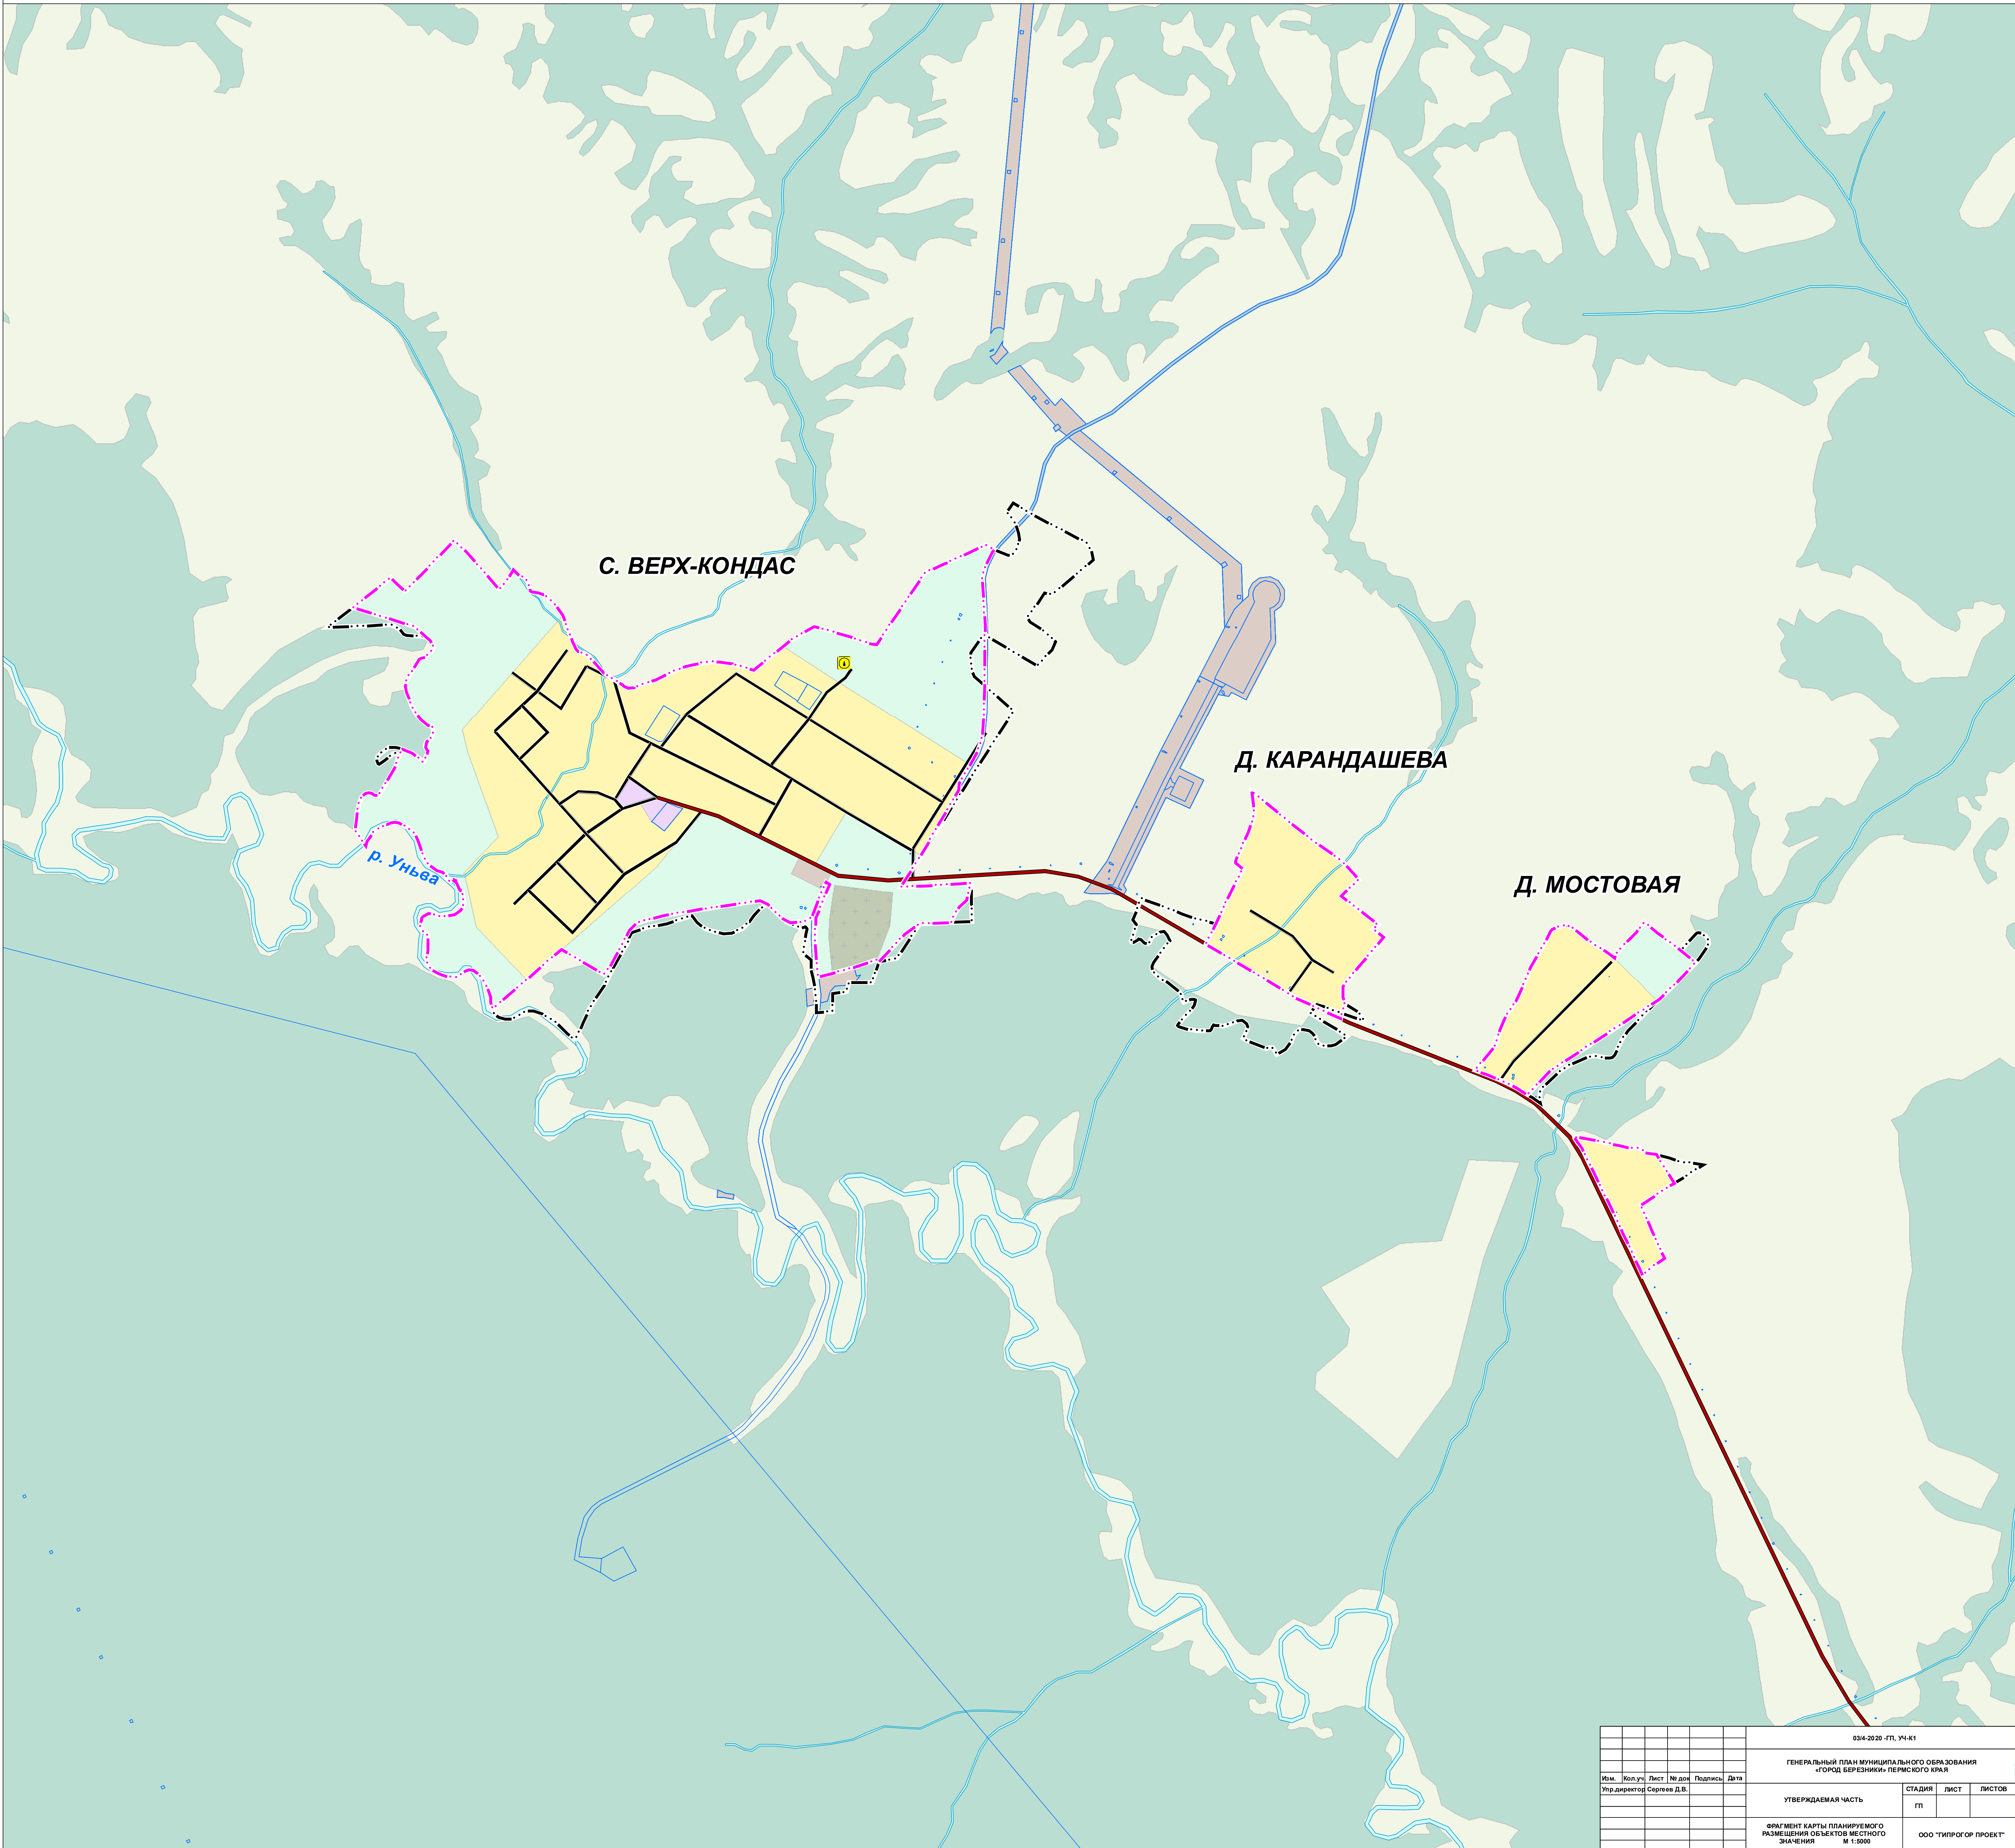 С. ВЕРХ-КОНДАС
Д. КАРАНДАШЕВА
р. Уньва
Д. МОСТОВАЯ
03/4-2020 -ГП, УЧ-К1
ГЕНЕРАЛЬНЫЙ ПЛАН МУНИЦИПАЛЬНОГО ОБРАЗОВАНИЯ
«ГОРОД БЕРЕЗНИКИ» ПЕРМСКОГО КРАЯ
Изм. Кол.уч Лист № док Подпись Дата
Упр.директор Сергеев Д.В.
УТВЕРЖДАЕМАЯ ЧАСТЬ
СТАДИЯ ЛИСТ ЛИСТОВ
ГП
ФРАГМЕНТ КАРТЫ ПЛАНИРУЕМОГО
РАЗМЕЩЕНИЯ ОБЪЕКТОВ МЕСТНОГО
ЗНАЧЕНИЯ М 1:5000
ООО "ГИПРОГОР ПРОЕКТ"